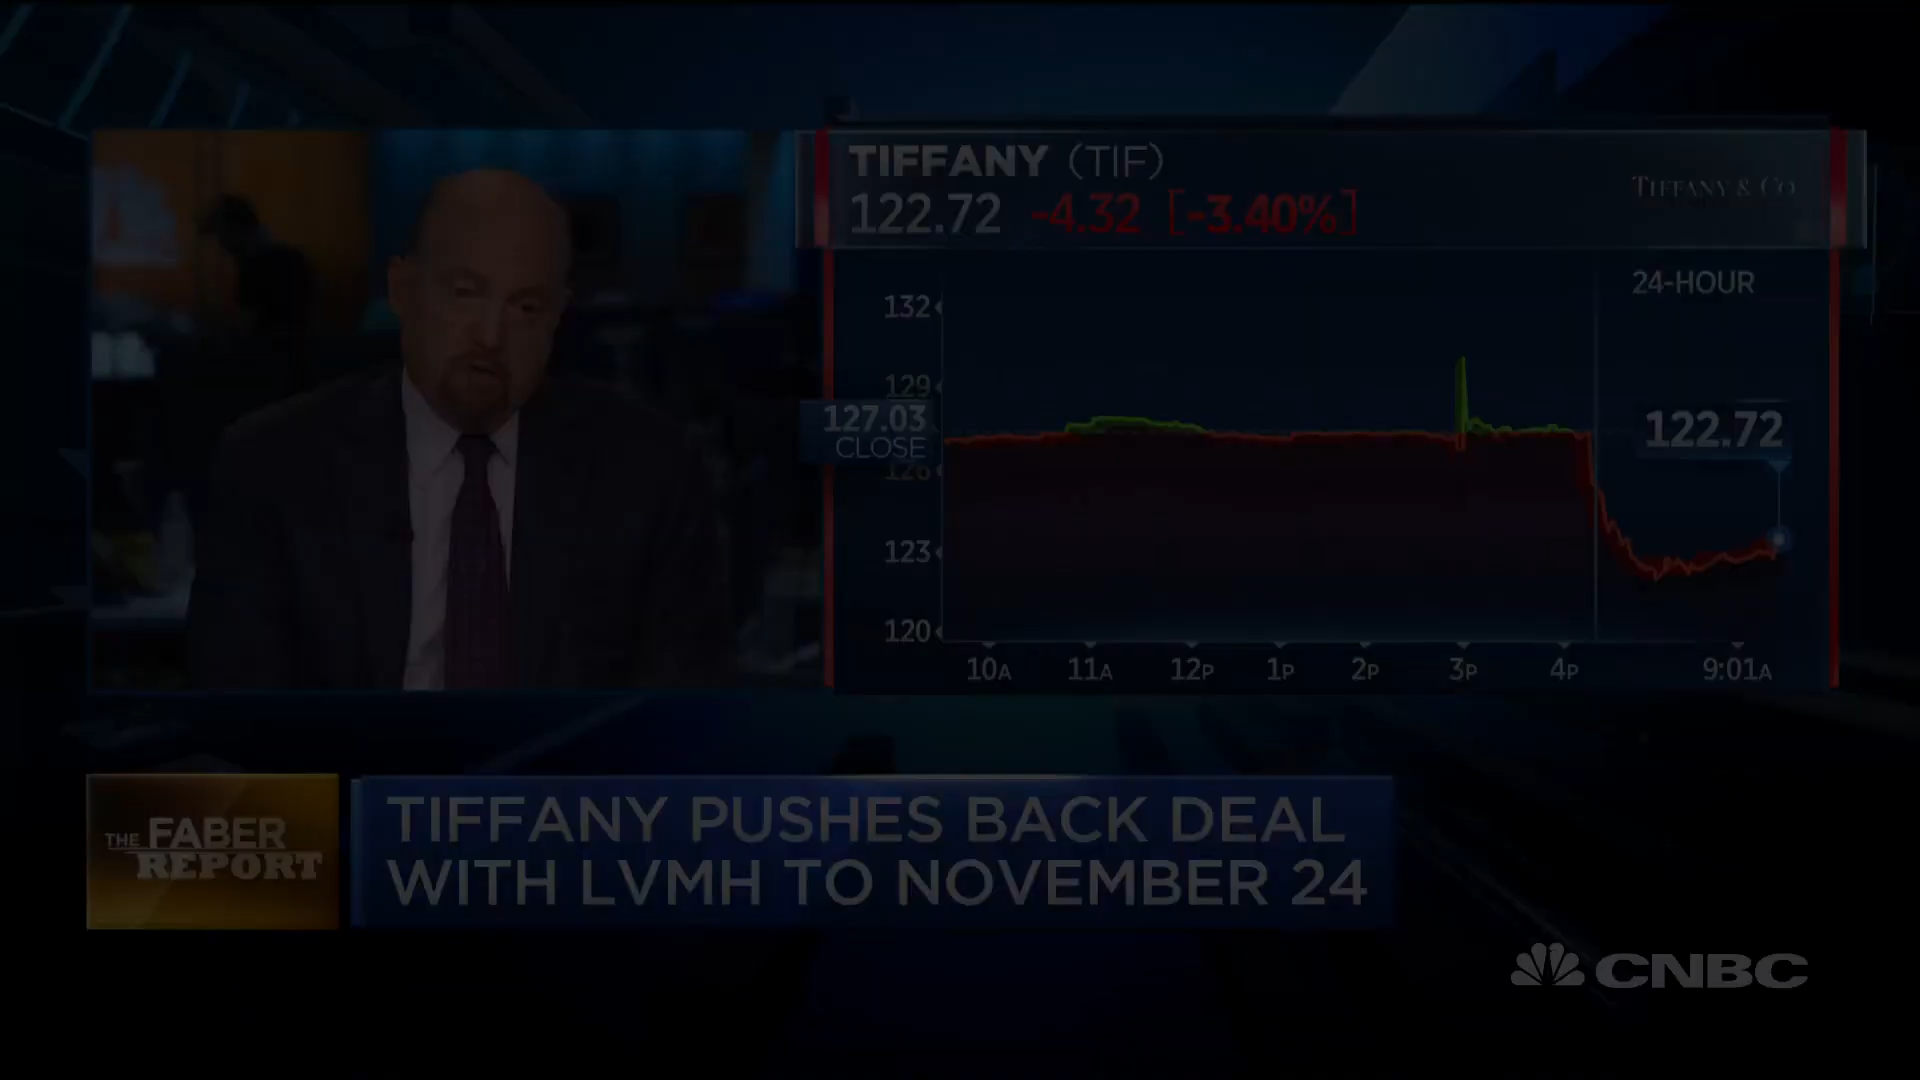 TIFFANY (TIF)
122.72 -4.32 [-3.40%]
TIFFANY & CO
24-HOUR
132
129
127.03
CLOSE
126
123
120
122.72
10A 11A 12P 1P 2P 3P 4P 9:01A
THE FABER
REPORT
TIFFANY PUSHES BACK DEAL
WITH LVMH TO NOVEMBER 24
CNBC